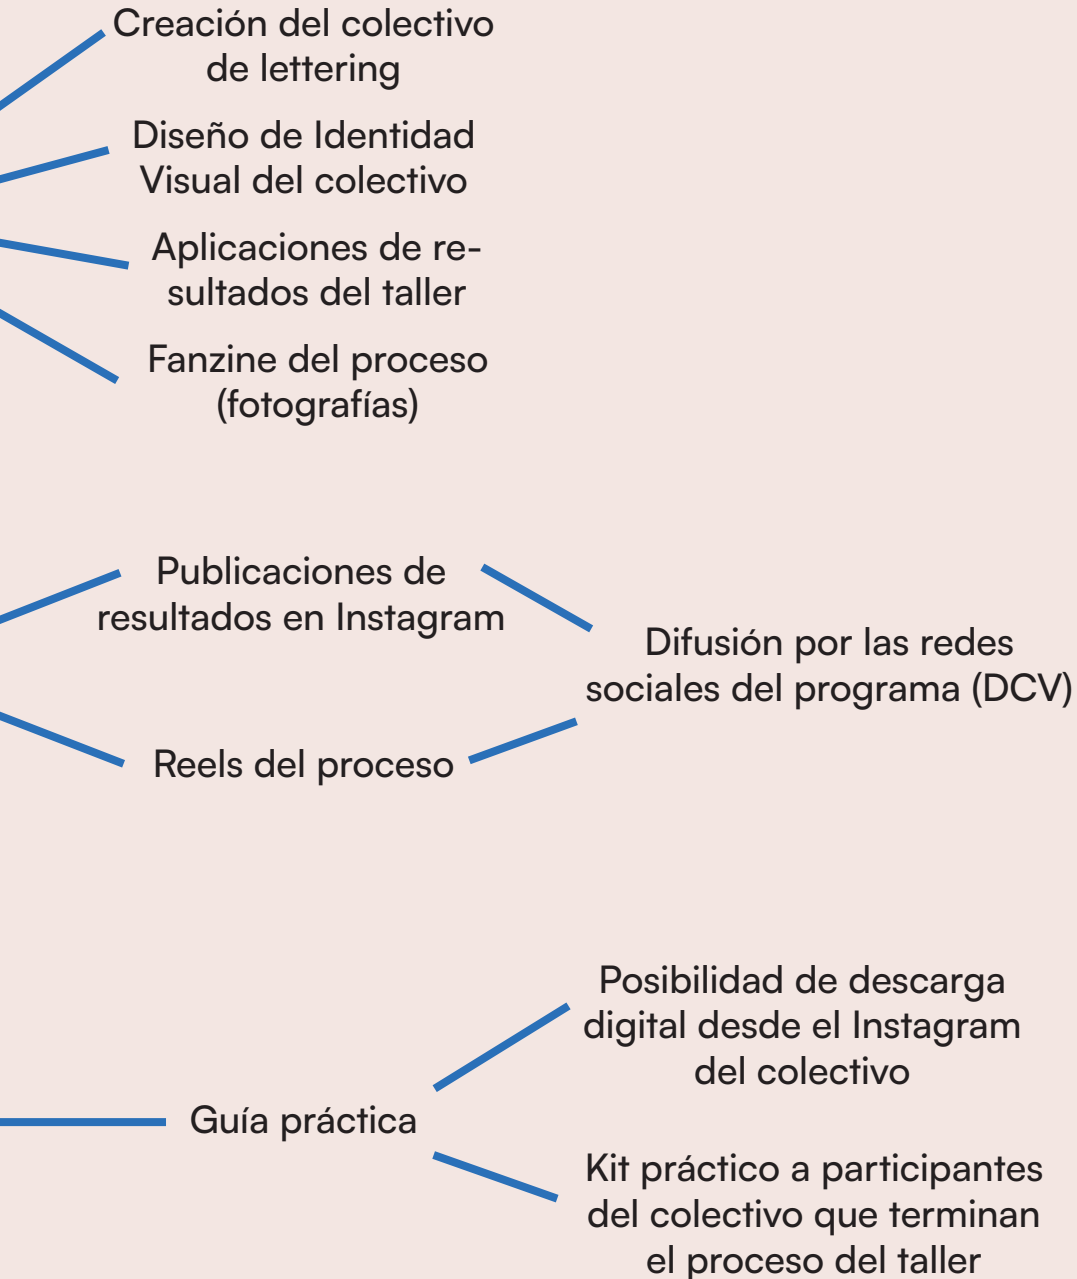 Creación del colectivo
de lettering
Diseño de Identidad
Visual del colectivo
Aplicaciones de re-
sultados del taller
Fanzine del proceso
(fotografías)
Publicaciones de
resultados en Instagram
Difusión por las redes
sociales del programa (DCV)
Reels del proceso
Posibilidad de descarga
digital desde el Instagram
del colectivo
Guía práctica
Kit práctico a participantes
del colectivo que terminan
el proceso del taller